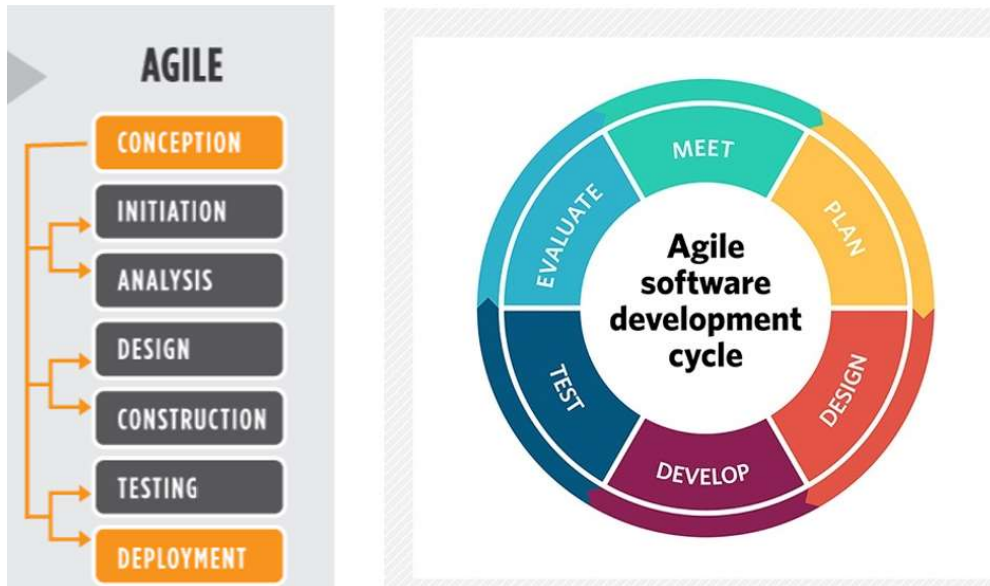 AGILE
CONCEPTION
INITIATION
ANALYSIS
DESIGN
CONSTRUCTION
TESTING
DEPLOYMENT
MEET
PLAN
DESIGN
DEVELOP
TEST
EVALUATE
Agile
software
development
cycle